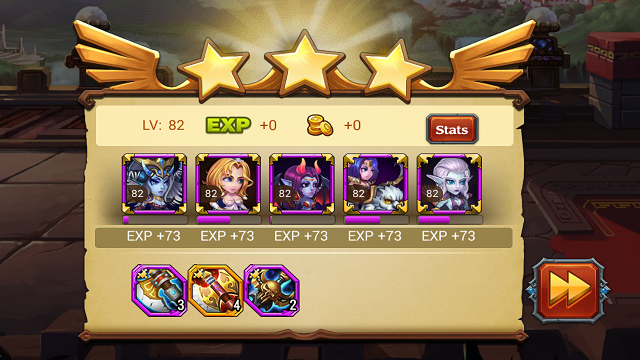 LV: 82 EXP +0 +0 Stats
82 82 82 82 82
EXP +73 EXP +73 EXP +73 EXP +73 EXP +73
3 4 2